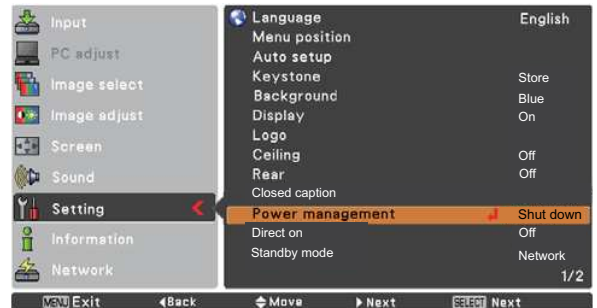 Input
PC adjust
Image select
Image adjust
Screen
Sound
Setting
Information
Network
Language English
Menu position
Auto setup
Keystone Store
Background Blue
Display On
Logo
Ceiling Off
Rear Off
Closed caption
Power management Shut down
Direct on Off
Standby mode Network
1/2
MENU Exit ◀Back ◆Move ▶Next SELECT Next